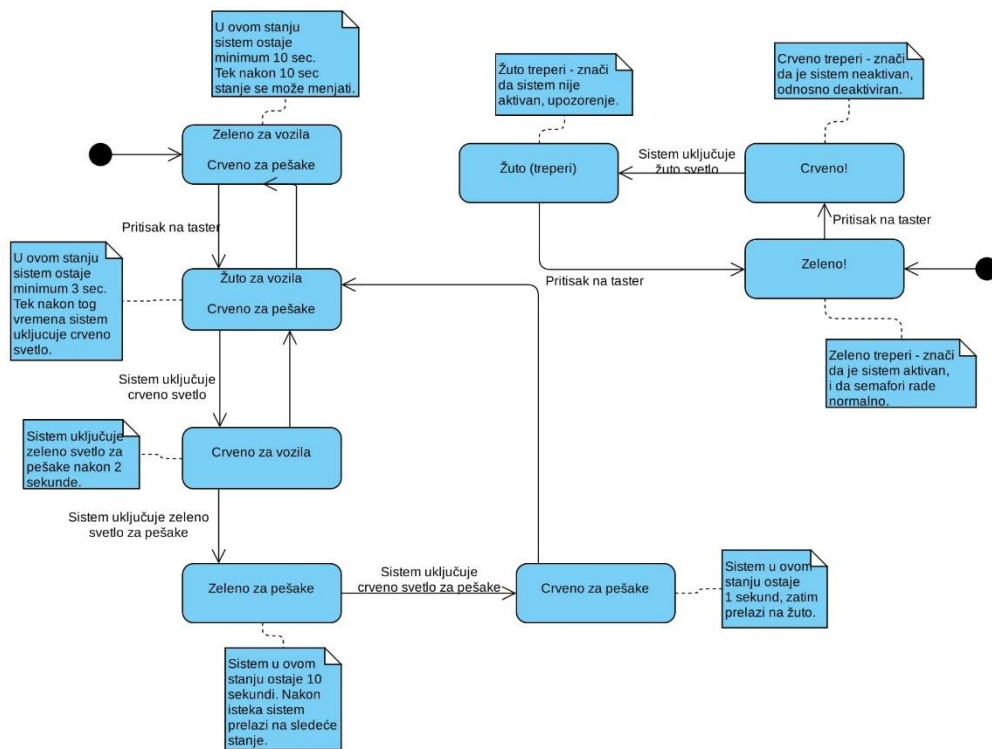 U ovom stanju
sistem ostaje
minimum 10 sec.
Tek nakon 10 sec
stanje se može menjati.
Zeleno za vozila
Crveno za pešake
Pritisak na taster
U ovom stanju
sistem ostaje
minimum 3 sec.
Tek nakon tog
vremena sistem
ukljucuje crveno
svetlo.
Žuto za vozila
Crveno za pešake
Sistem uključuje
crveno svetlo
Sistem uključuje
zeleno svetlo za
pešake nakon 2
sekunde.
Crveno za vozila
Sistem uključuje zeleno
svetlo za pešake
Zeleno za pešake
Sistem u ovom
stanju ostaje 10
sekundi. Nakon
isteka sistem
prelazi na sledeće
stanje.
Sistem uključuje
crveno svetlo za pešake
Crveno za pešake
Sistem u ovom
stanju ostaje
1 sekund, zatim
prelazi na žuto.
Žuto treperi - znači
da sistem nije
aktivan, upozorenje.
Žuto (treperi)
Sistem uključuje
žuto svetlo
Crveno treperi - znači
da je sistem neaktivan,
odnosno deaktiviran.
Crveno!
Pritisak na taster
Pritisak na taster
Zeleno!
Zeleno treperi - znači
da je sistem aktivan,
i da semafori rade
normalno.